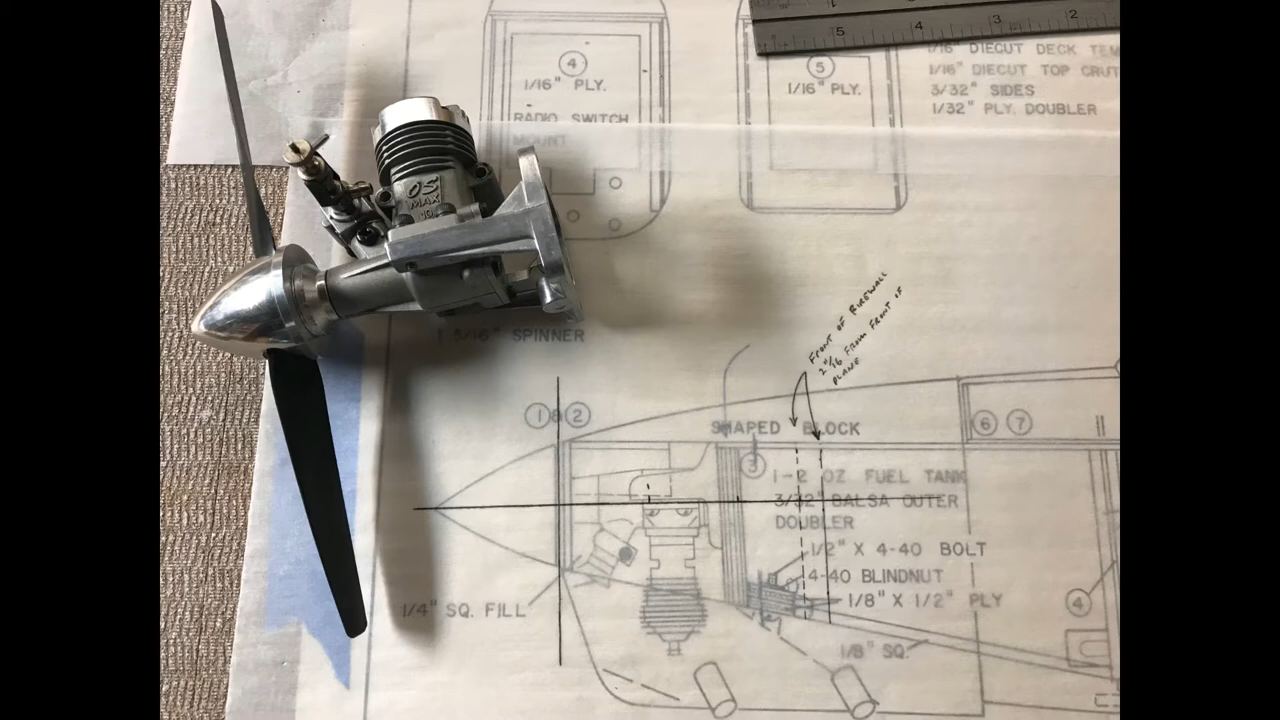 5 4 3 2
1
4
1/16" PLY.
RADIO SWITCH
MOUNT
5
1/16" PLY.
1/16" DIECUT DECK TEM
1/16" DIECUT TOP CRUT
3/32" SIDES
1/32" PLY. DOUBLER
OS
MAX
10
1 5/16" SPINNER
FRONT OF FIREWALL
2 11/16 FROM FRONT OF
PLANE
1 & 2
SHAPED BLOCK
6 7
3
1-2 OZ FUEL TANK
3/32" BALSA OUTER
DOUBLER
1/2" X 4-40 BOLT
4-40 BLINDNUT
1/8" X 1/2" PLY
4
1/4" SQ. FILL
1/8" SQ.